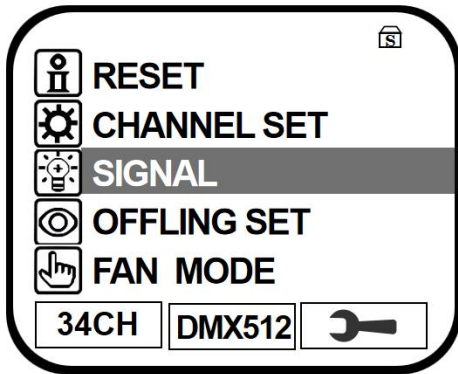 S
RESET
CHANNEL SET
SIGNAL
OFFLING SET
FAN MODE
34CH DMX512